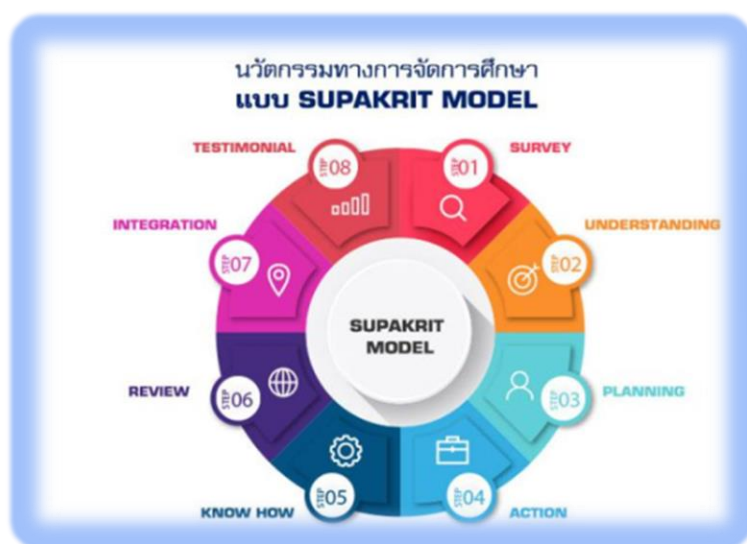 นวัตกรรมทางการจัดการศึกษา
แบบ SUPAKRIT MODEL
TESTIMONIAL
STEP 08
STEP 01
SURVEY
INTEGRATION
STEP 07
STEP 02
UNDERSTANDING
SUPAKRIT
MODEL
REVIEW
STEP 06
STEP 03
PLANNING
KNOW HOW
STEP 05
STEP 04
ACTION